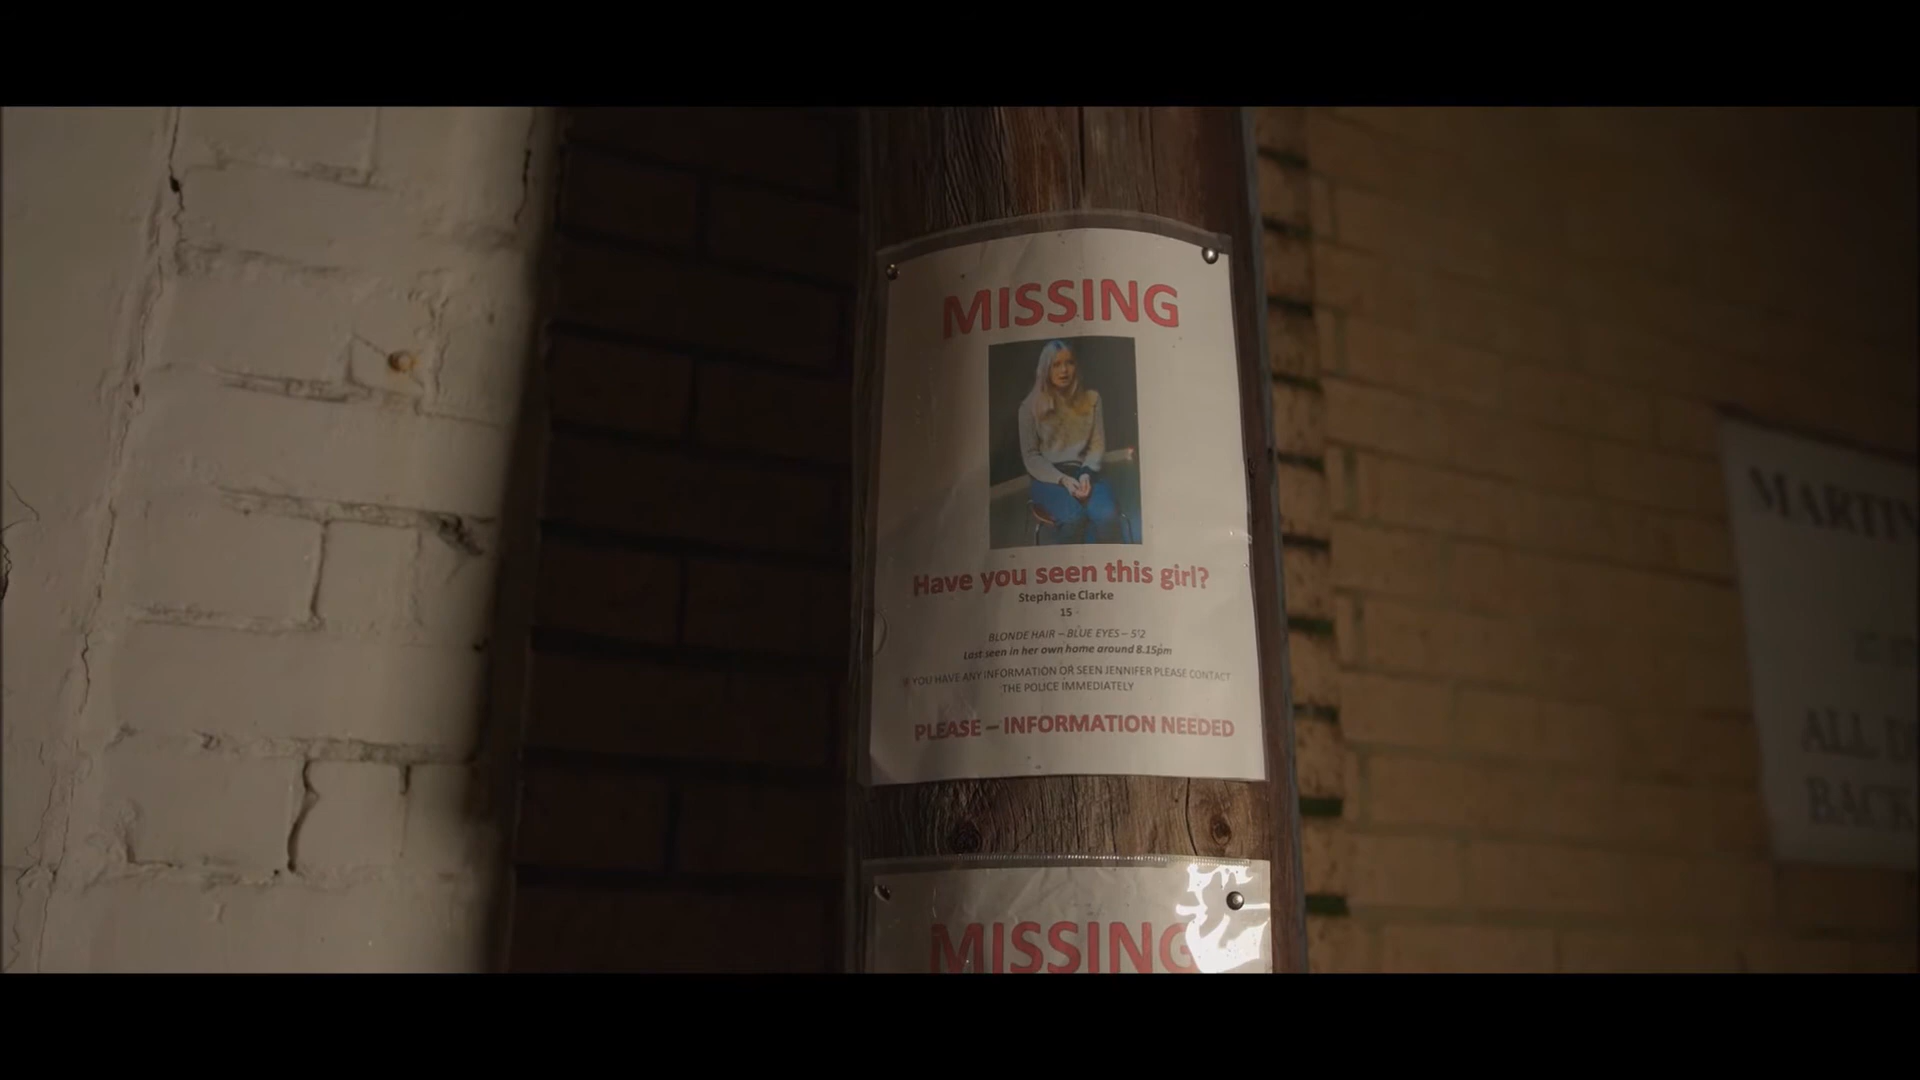 MISSING
Have you seen this girl?
Stephanie Clarke
15
BLONDE HAIR – BLUE EYES – 5'2
Last seen in her own home around 8.15pm
IF YOU HAVE ANY INFORMATION OR SEEN JENNIFER PLEASE CONTACT
THE POLICE IMMEDIATELY
PLEASE – INFORMATION NEEDED
MISSING
ALL
BACK